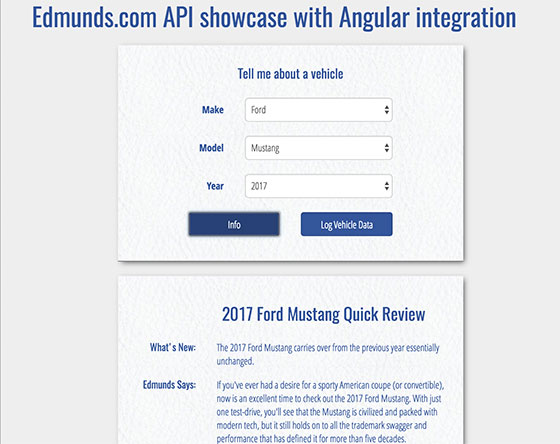 Edmunds.com API showcase with Angular integration
Tell me about a vehicle
Make Ford
Model Mustang
Year 2017
Info Log Vehicle Data
2017 Ford Mustang Quick Review
What's New: The 2017 Ford Mustang carries over from the previous year essentially
unchanged.
Edmunds Says: If you've ever had a desire for a sporty American coupe (or convertible),
now is an excellent time to check out the 2017 Ford Mustang. With just
one test-drive, you'll see that the Mustang is civilized and packed with
modern tech, but it still holds on to all the trademark swagger and
performance that has defined it for more than five decades.